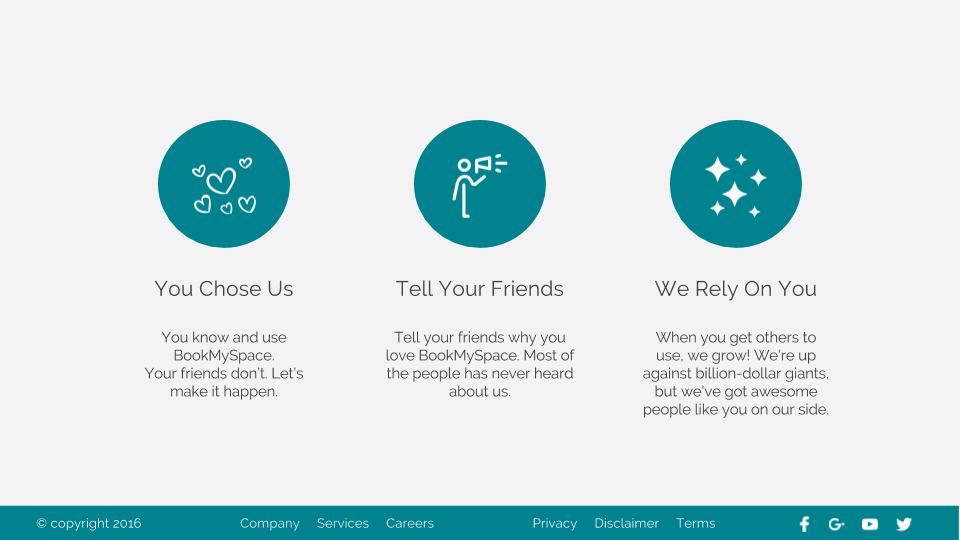 You Chose Us
You know and use
BookMySpace.
Your friends don't. Let's
make it happen.
Tell Your Friends
Tell your friends why you
love BookMySpace. Most of
the people has never heard
about us.
We Rely On You
When you get others to
use, we grow! We're up
against billion-dollar giants,
but we've got awesome
people like you on our side.
© copyright 2016 Company Services Careers Privacy Disclaimer Terms